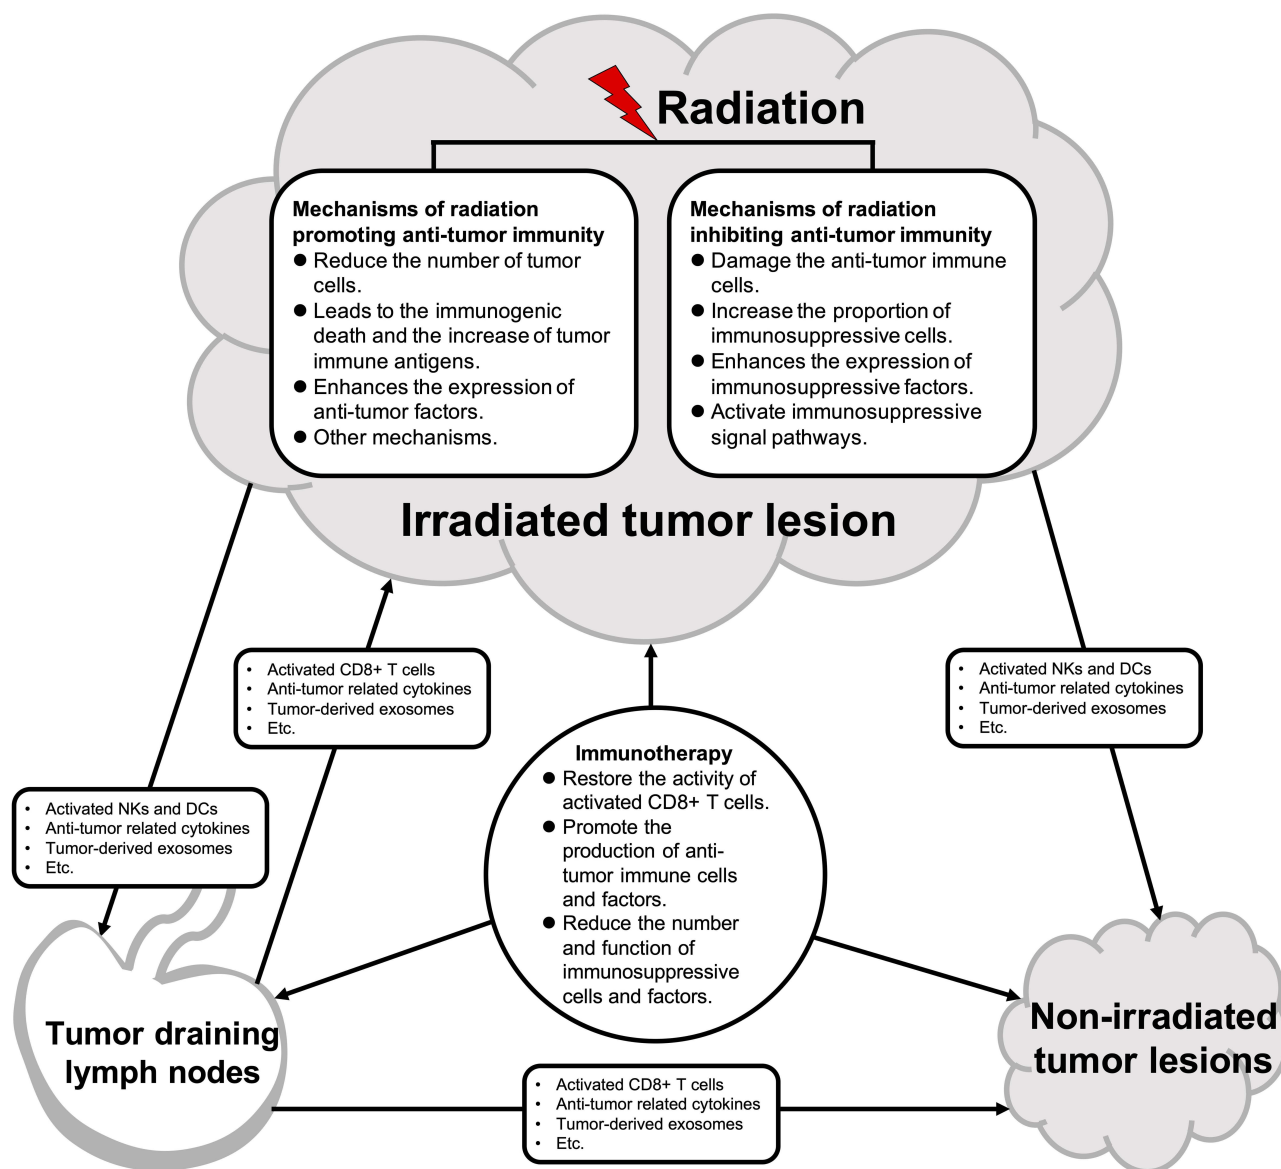 Radiation
Mechanisms of radiation
promoting anti-tumor immunity
● Reduce the number of tumor
cells.
● Leads to the immunogenic
death and the increase of tumor
immune antigens.
● Enhances the expression of
anti-tumor factors.
● Other mechanisms.
Mechanisms of radiation
inhibiting anti-tumor immunity
● Damage the anti-tumor immune
cells.
● Increase the proportion of
immunosuppressive cells.
● Enhances the expression of
immunosuppressive factors.
● Activate immunosuppressive
signal pathways.
Irradiated tumor lesion
• Activated CD8+ T cells
• Anti-tumor related cytokines
• Tumor-derived exosomes
• Etc.
• Activated NKs and DCs
• Anti-tumor related cytokines
• Tumor-derived exosomes
• Etc.
• Activated NKs and DCs
• Anti-tumor related cytokines
• Tumor-derived exosomes
• Etc.
Immunotherapy
● Restore the activity of
activated CD8+ T cells.
● Promote the
production of anti-
tumor immune cells
and factors.
● Reduce the number
and function of
immunosuppressive
cells and factors.
Tumor draining
lymph nodes
Non-irradiated
tumor lesions
• Activated CD8+ T cells
• Anti-tumor related cytokines
• Tumor-derived exosomes
• Etc.